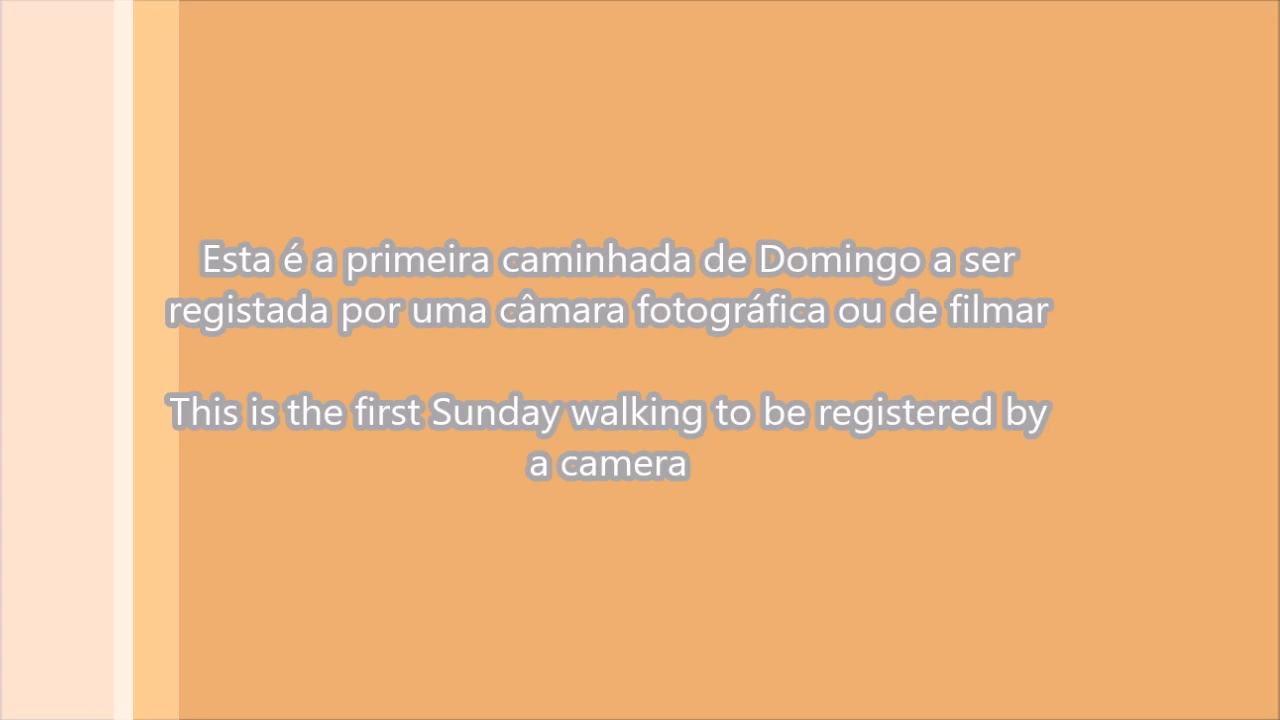 Esta é a primeira caminhada de Domingo a ser
registada por uma câmara fotográfica ou de filmar
This is the first Sunday walking to be registered by
a camera